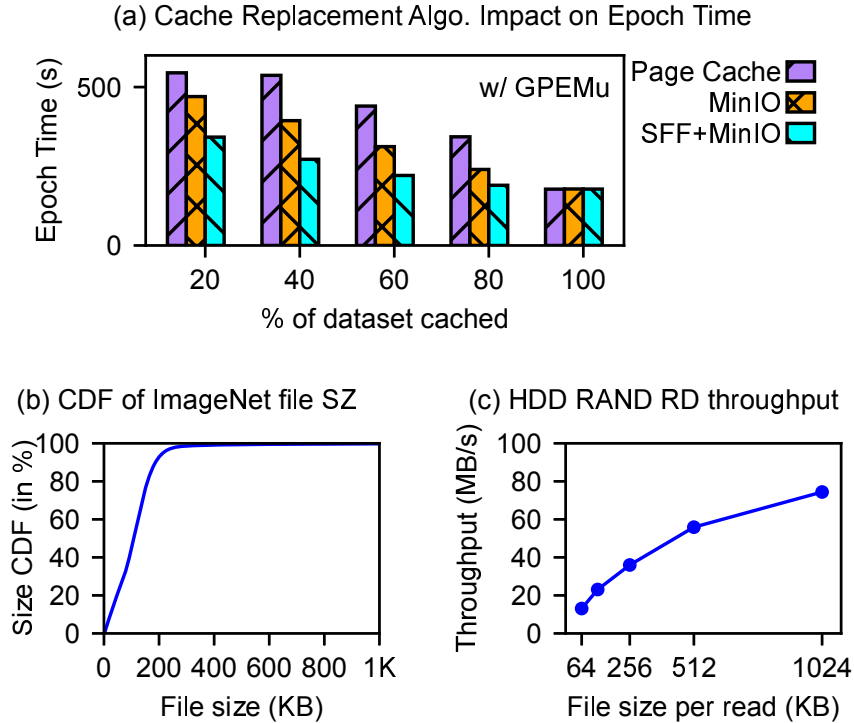 (a) Cache Replacement Algo. Impact on Epoch Time
Epoch Time (s)
500
0
w/ GPEMu
Page Cache
MinIO
SFF+MinIO
20 40 60 80 100
% of dataset cached
(b) CDF of ImageNet file SZ
Size CDF (in %)
100
80
60
40
20
0
0 200 400 600 800 1K
File size (KB)
(c) HDD RAND RD throughput
Throughput (MB/s)
100
80
60
40
20
0
64 256 512 1024
File size per read (KB)